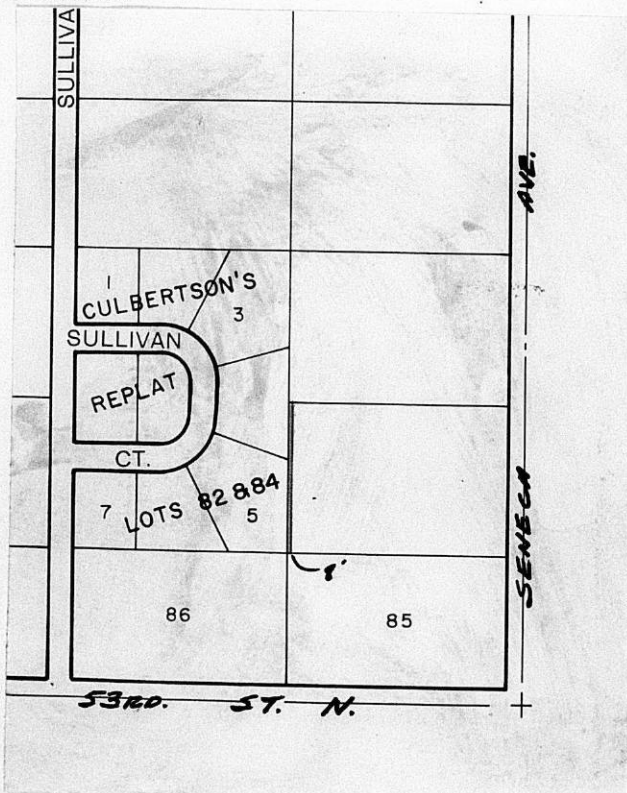 SULLIVA
AVE.
1
CULBERTSON'S
3
SULLIVAN
REPLAT
CT.
7 LOTS 82 & 84
5
SENECA
8'
86
85
53RD. ST. N.